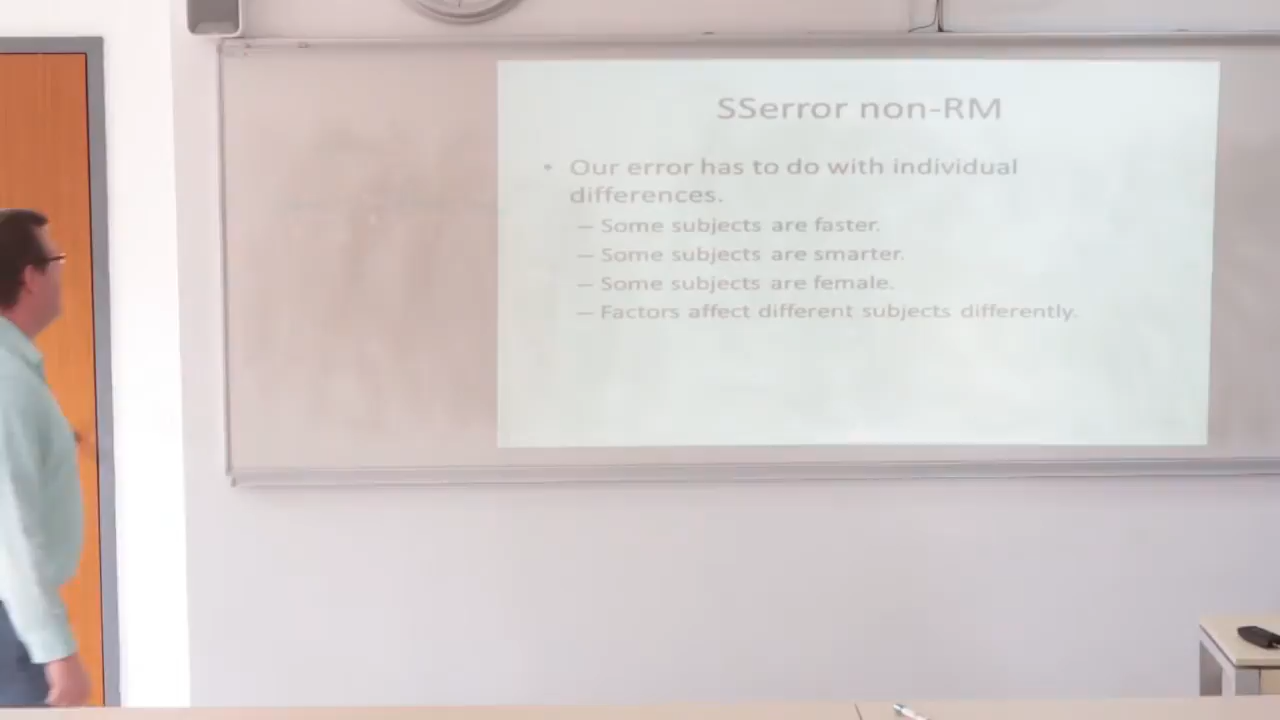 SSerror non-RM
• Our error has to do with individual
differences.
– Some subjects are faster.
– Some subjects are smarter.
– Some subjects are female.
– Factors affect different subjects differently.